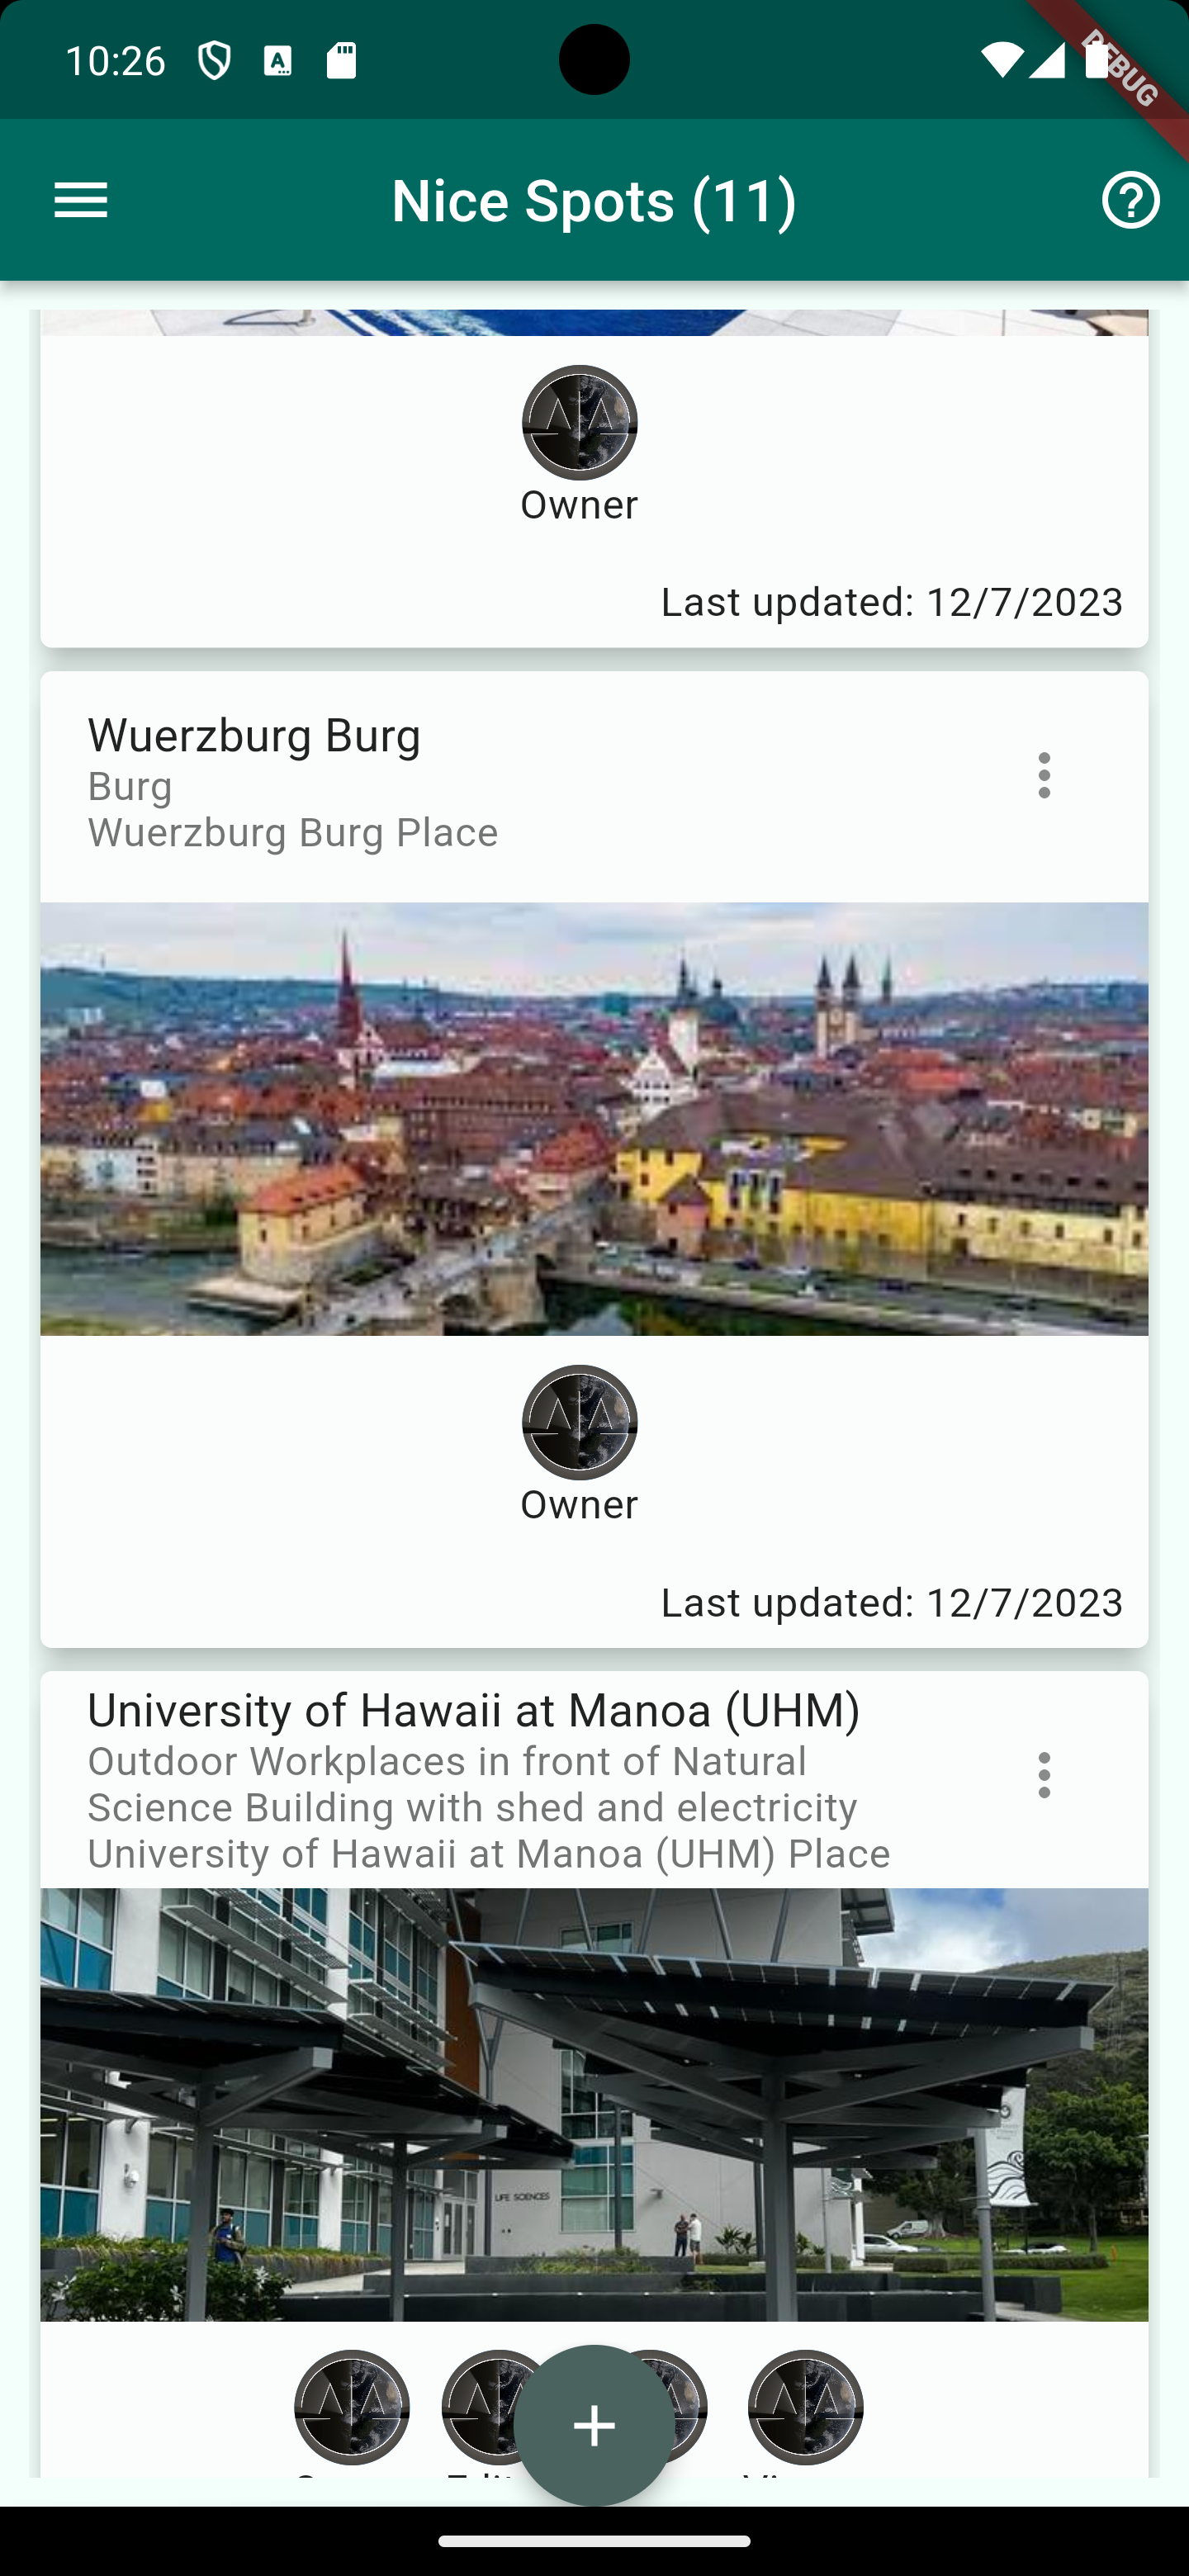 10:26
DEBUG
Nice Spots (11)
Owner
Last updated: 12/7/2023
Wuerzburg Burg
Burg
Wuerzburg Burg Place
Owner
Last updated: 12/7/2023
University of Hawaii at Manoa (UHM)
Outdoor Workplaces in front of Natural
Science Building with shed and electricity
University of Hawaii at Manoa (UHM) Place
LIFE SCIENCES